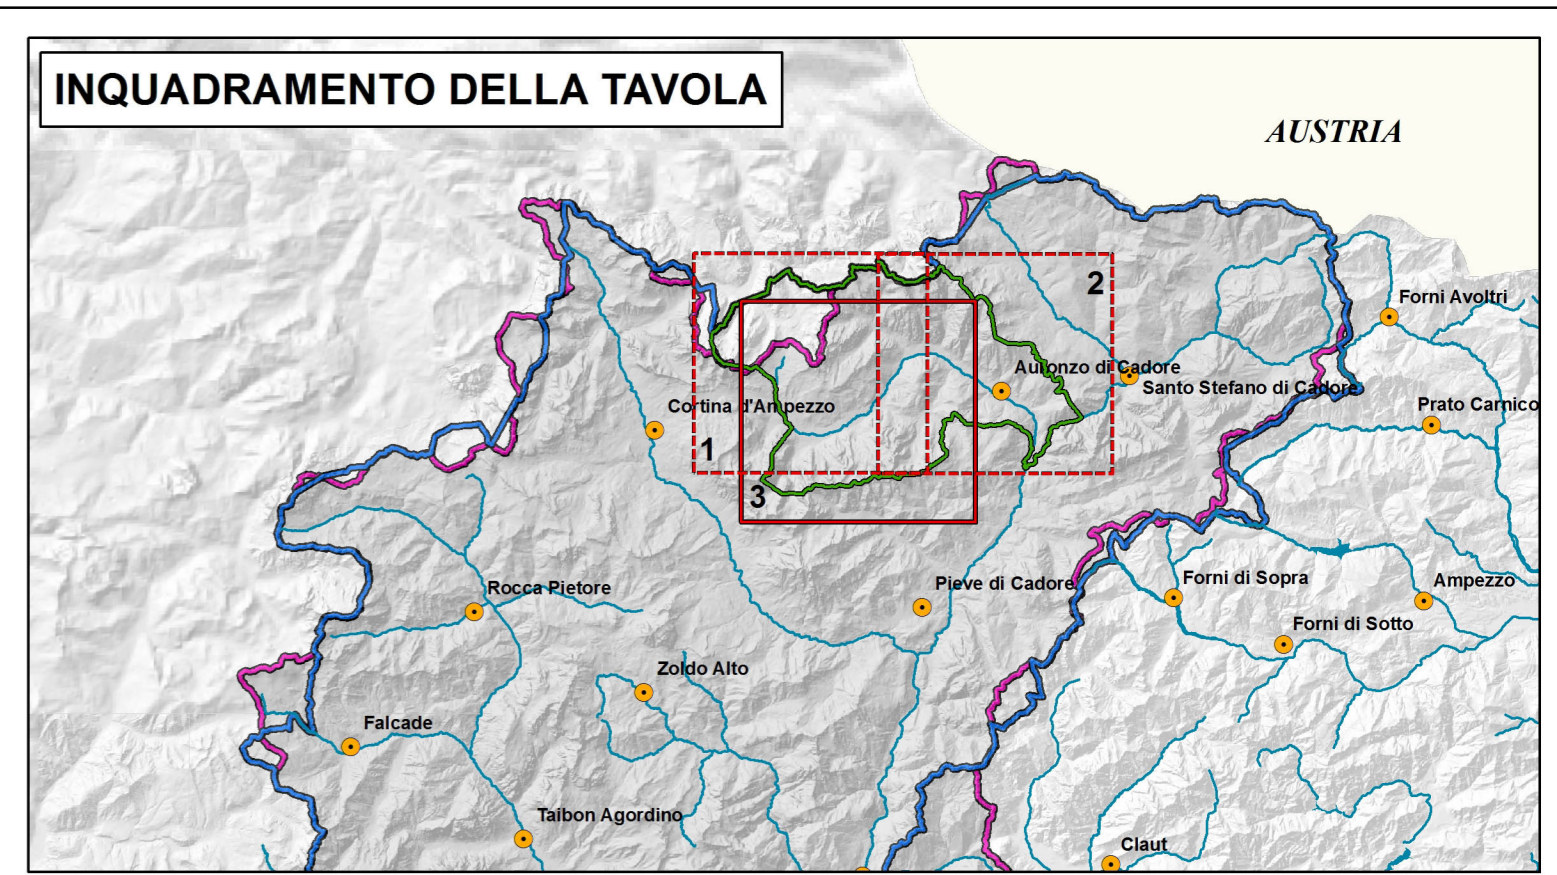 INQUADRAMENTO DELLA TAVOLA
AUSTRIA
2
Forni Avoltri
Auronzo di Cadore
Santo Stefano di Cadore
Cortina d'Ampezzo
Prato Carnico
1
3
Rocca Pietore
Pieve di Cadore
Forni di Sopra
Ampezzo
Forni di Sotto
Zoldo Alto
Falcade
Taibon Agordino
Claut